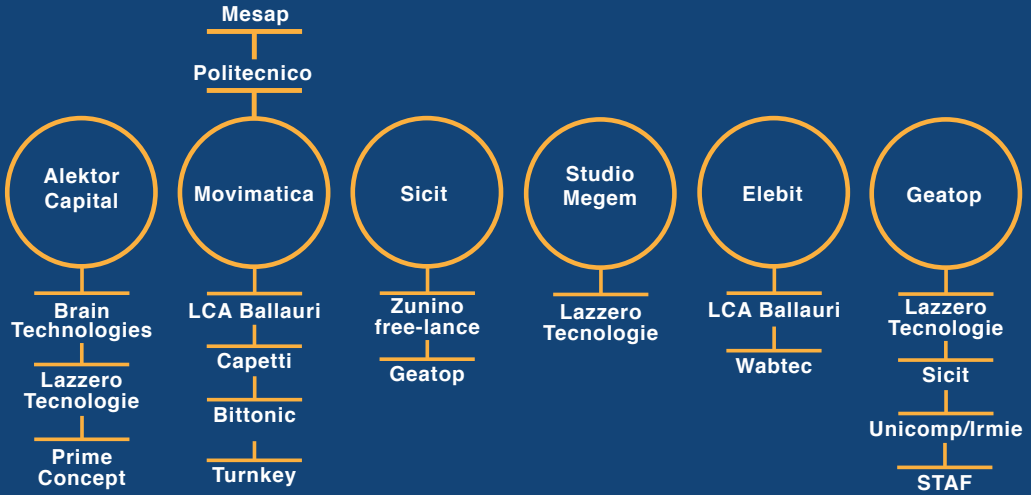 Mesap
Politecnico
Alektor
Capital
Movimatica
Sicit
Studio
Megem
Elebit
Geatop
Brain
Technologies
Lazzero
Tecnologie
Prime
Concept
LCA Ballauri
Capetti
Bittonic
Turnkey
Zunino
free-lance
Geatop
Lazzero
Tecnologie
LCA Ballauri
Wabtec
Lazzero
Tecnologie
Sicit
Unicomp/Irmie
STAF